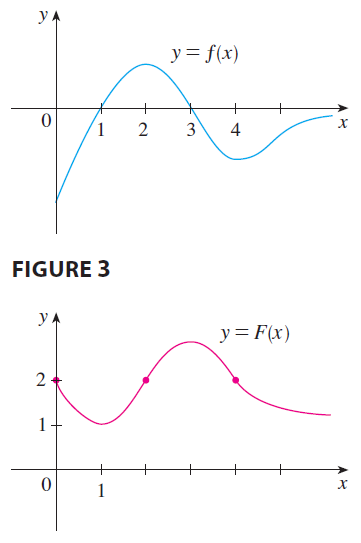 y
y = f(x)
0 1 2 3 4 x
FIGURE 3
y
y = F(x)
2
1
0 1 x